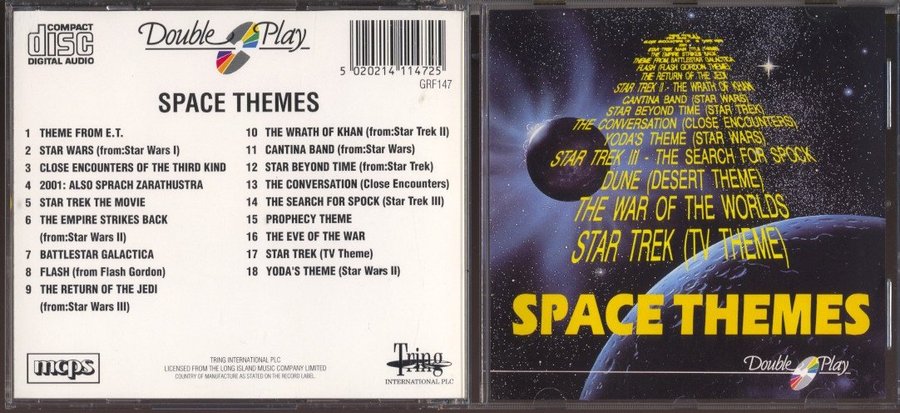 COMPACT
disc
DIGITAL AUDIO
Double Play
5 020214 114725
GRF147
SPACE THEMES
1 THEME FROM E.T.
2 STAR WARS (from:Star Wars I)
3 CLOSE ENCOUNTERS OF THE THIRD KIND
4 2001: ALSO SPRACH ZARATHUSTRA
5 STAR TREK THE MOVIE
6 THE EMPIRE STRIKES BACK
(from:Star Wars II)
7 BATTLESTAR GALACTICA
8 FLASH (from Flash Gordon)
9 THE RETURN OF THE JEDI
(from:Star Wars III)
10 THE WRATH OF KHAN (from:Star Trek II)
11 CANTINA BAND (from:Star Wars)
12 STAR BEYOND TIME (from:Star Trek)
13 THE CONVERSATION (Close Encounters)
14 THE SEARCH FOR SPOCK (Star Trek III)
15 PROPHECY THEME
16 THE EVE OF THE WAR
17 STAR TREK (TV Theme)
18 YODA'S THEME (Star Wars II)
mcps
TRING INTERNATIONAL PLC
LICENSED FROM THE LONG ISLAND MUSIC COMPANY LIMITED
COUNTRY OF MANUFACTURE AS STATED ON THE RECORD LABEL.
Tring
INTERNATIONAL PLC
STAR TREK MAIN TITLE (THEME)
THE EMPIRE STRIKES BACK
THEME FROM BATTLESTAR GALACTICA
FLASH (FLASH GORDON THEME)
THE RETURN OF THE JEDI
STAR TREK II - THE WRATH OF KHAN
CANTINA BAND (STAR WARS)
STAR BEYOND TIME (STAR TREK)
THE CONVERSATION (CLOSE ENCOUNTERS)
YODA'S THEME (STAR WARS)
STAR TREK III - THE SEARCH FOR SPOCK
DUNE (DESERT THEME)
THE WAR OF THE WORLDS
STAR TREK (TV THEME)
SPACE THEMES
Double Play